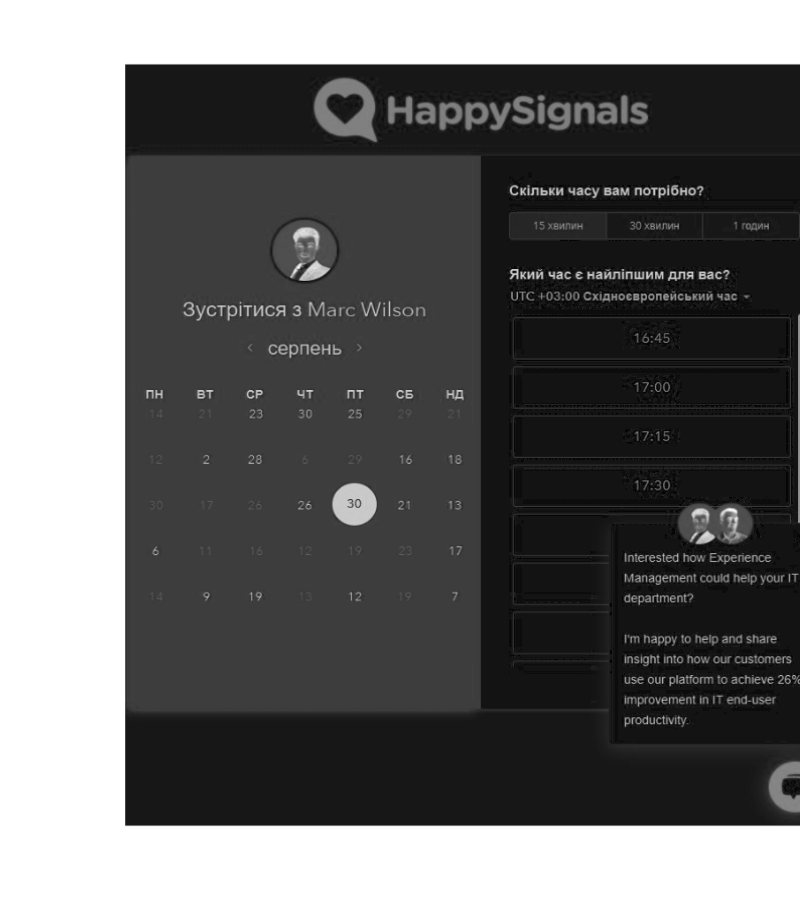 HappySignals
Зустрітися з Marc Wilson
серпень
ПН ВТ СР ЧТ ПТ СБ НД
14 21 23 30 25 29 21
12 2 28 6 29 16 18
30 17 26 26 30 21 13
6 11 16 12 19 23 17
14 9 19 13 12 19 7
Скільки часу вам потрібно?
15 хвилин 30 хвилин 1 годин
Який час є найліпшим для вас?
UTC +03:00 Східноєвропейський час
16:45
17:00
17:15
17:30
Interested how Experience
Management could help your IT
department?
I'm happy to help and share
insight into how our customers
use our platform to achieve 26%
improvement in IT end-user
productivity.